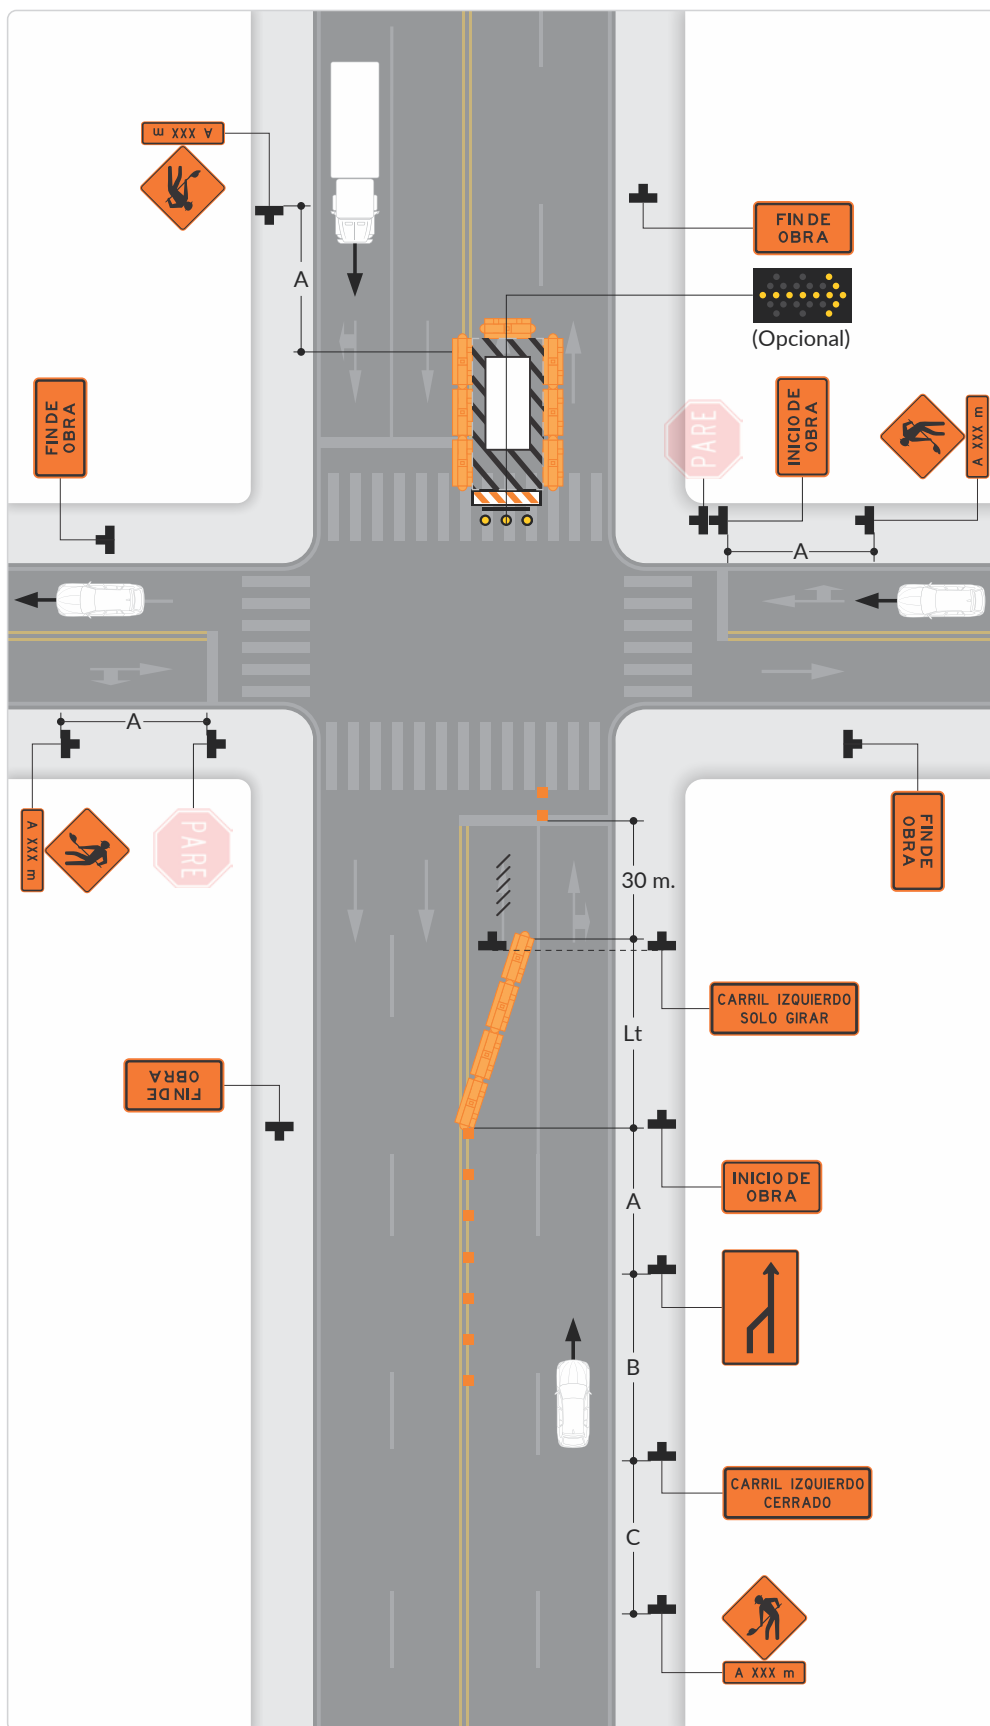 A XXX m
FIN DE
OBRA
(Opcional)
A
FIN DE
OBRA
PARE
INICIO DE
OBRA
A XXX m
A
A
A XXX m
PARE
FIN DE
OBRA
30 m.
CARRIL IZQUIERDO
SOLO GIRAR
Lt
FIN DE
OBRA
INICIO DE
OBRA
A
B
CARRIL IZQUIERDO
CERRADO
C
A XXX m